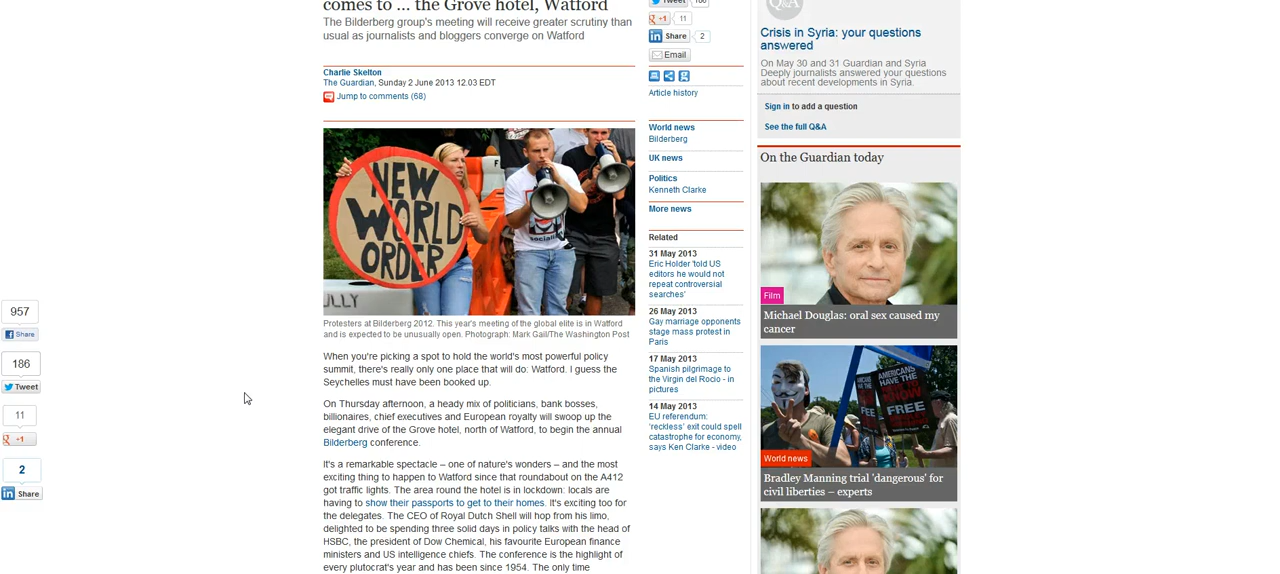 comes to ... the Grove hotel, Watford
The Bilderberg group's meeting will receive greater scrutiny than
usual as journalists and bloggers converge on Watford
Charlie Skelton
The Guardian, Sunday 2 June 2013 12.03 EDT
Jump to comments (68)
NEW
WORLD
ORDER
ULLY
Protesters at Bilderberg 2012. This year's meeting of the global elite is in Watford
and is expected to be unusually open. Photograph: Mark Gail/The Washington Post
When you're picking a spot to hold the world's most powerful policy
summit, there's really only one place that will do: Watford. I guess the
Seychelles must have been booked up.
On Thursday afternoon, a heady mix of politicians, bank bosses,
billionaires, chief executives and European royalty will swoop up the
elegant drive of the Grove hotel, north of Watford, to begin the annual
Bilderberg conference.
It's a remarkable spectacle – one of nature's wonders – and the most
exciting thing to happen to Watford since that roundabout on the A412
got traffic lights. The area round the hotel is in lockdown: locals are
having to show their passports to get to their homes. It's exciting too for
the delegates. The CEO of Royal Dutch Shell will hop from his limo,
delighted to be spending three solid days in policy talks with the head of
HSBC, the president of Dow Chemical, his favourite European finance
ministers and US intelligence chiefs. The conference is the highlight of
every plutocrat's year and has been since 1954. The only time
957
Share
186
Tweet
11
+1
2
Share
Tweet
186
+1
11
Share
2
Email
Article history
World news
Bilderberg
UK news
Politics
Kenneth Clarke
More news
Related
31 May 2013
Eric Holder 'told US
editors he would not
repeat controversial
searches'
26 May 2013
Gay marriage opponents
stage mass protest in
Paris
17 May 2013
Spanish pilgrimage to
the Virgin del Rocio - in
pictures
14 May 2013
EU referendum:
'reckless' exit could spell
catastrophe for economy,
says Ken Clarke - video
Q&A
Crisis in Syria: your questions
answered
On May 30 and 31 Guardian and Syria
Deeply journalists answered your questions
about recent developments in Syria.
Sign in to add a question
See the full Q&A
On the Guardian today
Film
Michael Douglas: oral sex caused my
cancer
AMERICANS
HAVE THE
FREE
World news
Bradley Manning trial 'dangerous' for
civil liberties – experts